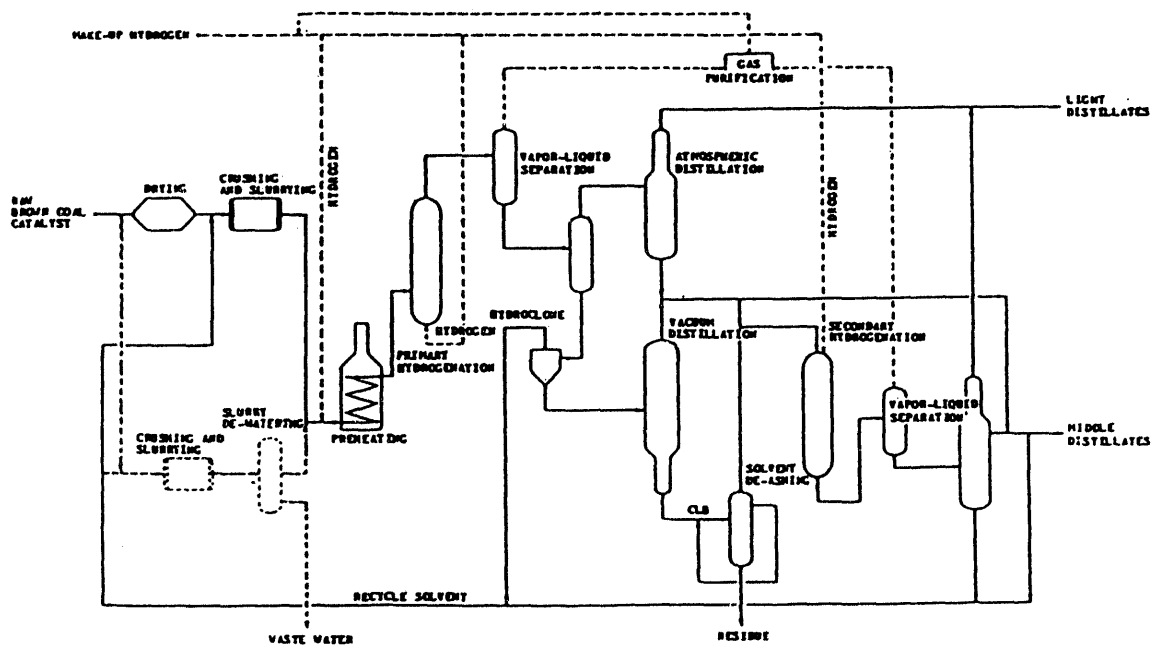 MAKE-UP HYDROGEN
GAS
PURIFICATION
LIGHT
DISTILLATES
VAPOR-LIQUID
SEPARATION
ATMOSPHERIC
DISTILLATION
HYDROGEN
HYDROGEN
DRYING
CRUSHING
AND SLURRYING
RAW
BROWN COAL
CATALYST
HYDROCLONE
HYDROGEN
PRIMARY
HYDROGENATION
VACUUM
DISTILLATION
SECONDARY
HYDROGENATION
SLURRY
DE-WATERING
PREHEATING
CRUSHING AND
SLURRYING
VAPOR-LIQUID
SEPARATION
MIDDLE
DISTILLATES
SOLVENT
DE-ASHING
CLB
RECYCLE SOLVENT
WASTE WATER
RESIDUE